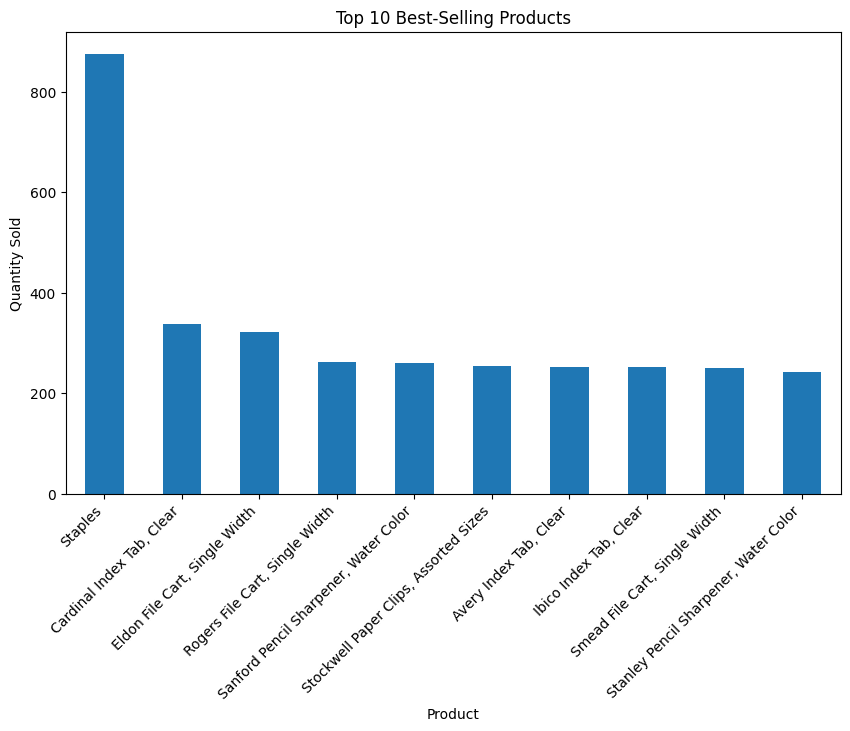 Top 10 Best-Selling Products
Quantity Sold
800
600
400
200
0
Staples
Cardinal Index Tab, Clear
Eldon File Cart, Single Width
Rogers File Cart, Single Width
Sanford Pencil Sharpener, Water Color
Stockwell Paper Clips, Assorted Sizes
Avery Index Tab, Clear
Ibico Index Tab, Clear
Smead File Cart, Single Width
Stanley Pencil Sharpener, Water Color
Product